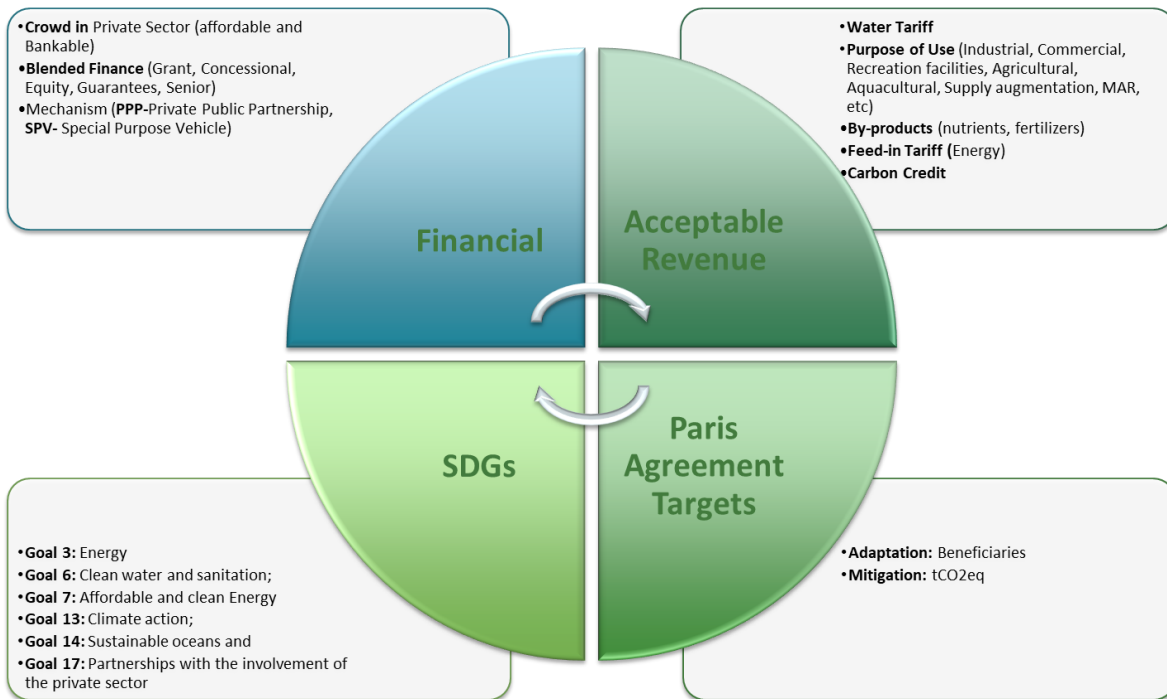 •Crowd in Private Sector (affordable and
Bankable)
•Blended Finance (Grant, Concessional,
Equity, Guarantees, Senior)
•Mechanism (PPP-Private Public Partnership,
SPV- Special Purpose Vehicle)
•Water Tariff
•Purpose of Use (Industrial, Commercial,
Recreation facilities, Agricultural,
Aquacultural, Supply augmentation, MAR,
etc)
•By-products (nutrients, fertilizers)
•Feed-in Tariff (Energy)
•Carbon Credit
Financial
Acceptable
Revenue
SDGs
Paris
Agreement
Targets
•Goal 3: Energy
•Goal 6: Clean water and sanitation;
•Goal 7: Affordable and clean Energy
•Goal 13: Climate action;
•Goal 14: Sustainable oceans and
•Goal 17: Partnerships with the involvement of
the private sector
•Adaptation: Beneficiaries
•Mitigation: tCO2eq